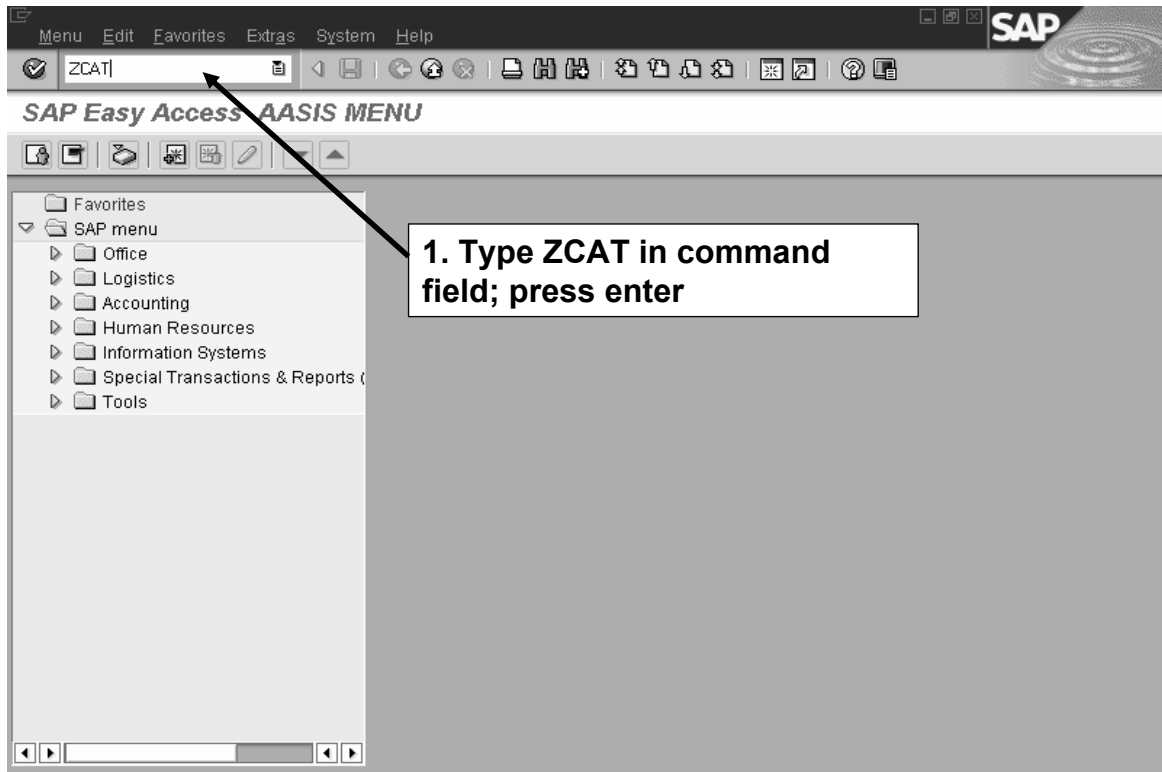 Menu Edit Favorites Extras System Help
SAP
ZCAT
SAP Easy Access AASIS MENU
Favorites
SAP menu
Office
Logistics
Accounting
Human Resources
Information Systems
Special Transactions & Reports (
Tools
1. Type ZCAT in command
field; press enter